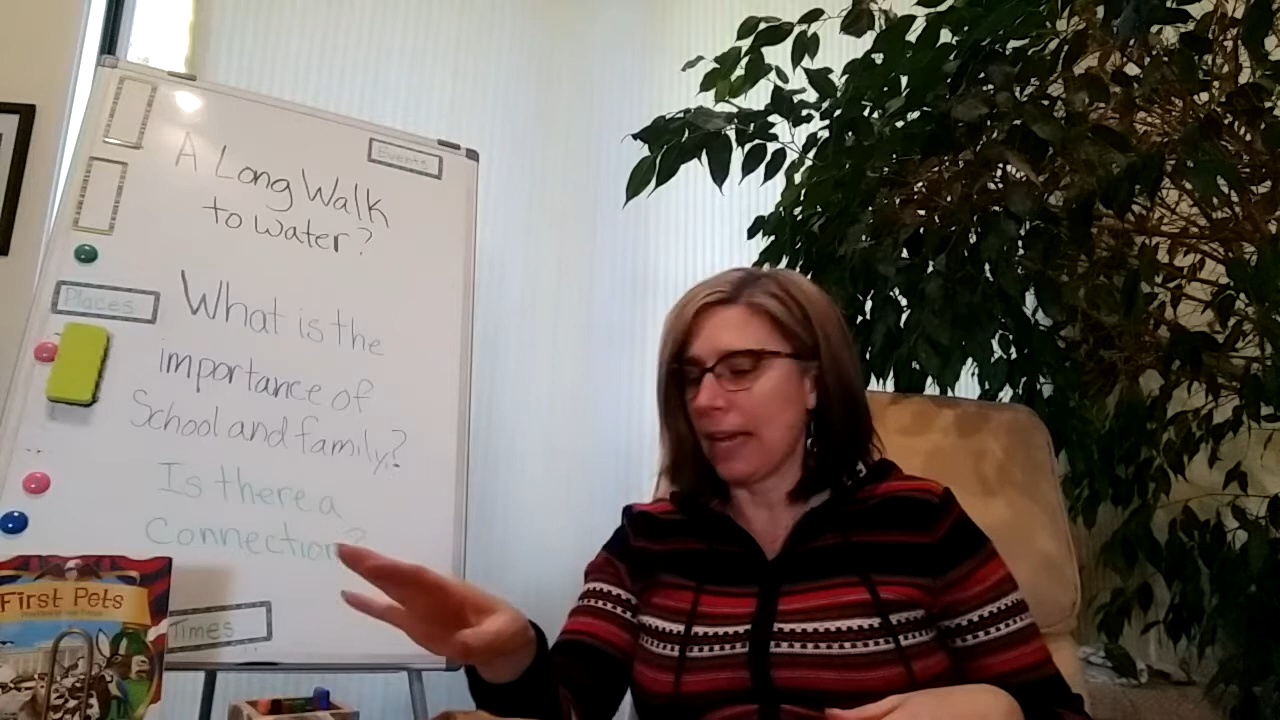 Events
A Long Walk
to water?
Places
What is the
importance of
School and family?
Is there a
Connection?
First Pets
Times